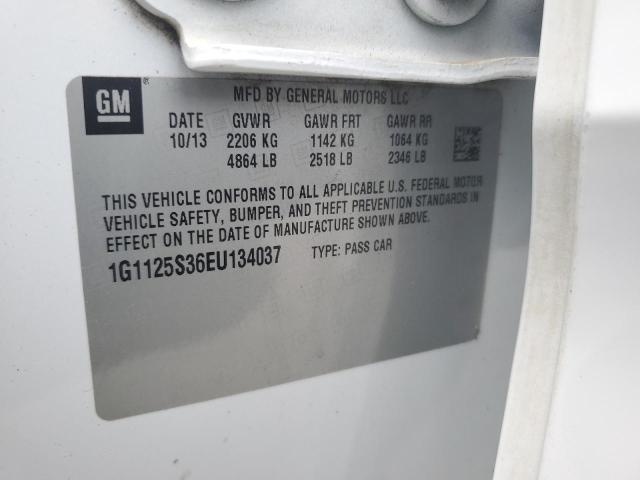 GM
MFD BY GENERAL MOTORS LLC
DATE GVWR GAWR FRT GAWR RR
10/13 2206 KG 1142 KG 1064 KG
4864 LB 2518 LB 2346 LB
THIS VEHICLE CONFORMS TO ALL APPLICABLE U.S. FEDERAL MOTOR
VEHICLE SAFETY, BUMPER, AND THEFT PREVENTION STANDARDS IN
EFFECT ON THE DATE OF MANUFACTURE SHOWN ABOVE.
1G1125S36EU134037 TYPE: PASS CAR